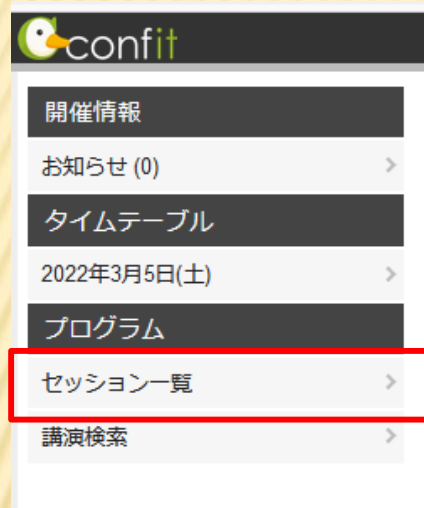 confit
開催情報
お知らせ (0)
タイムテーブル
2022年3月5日(土)
プログラム
セッション一覧
講演検索